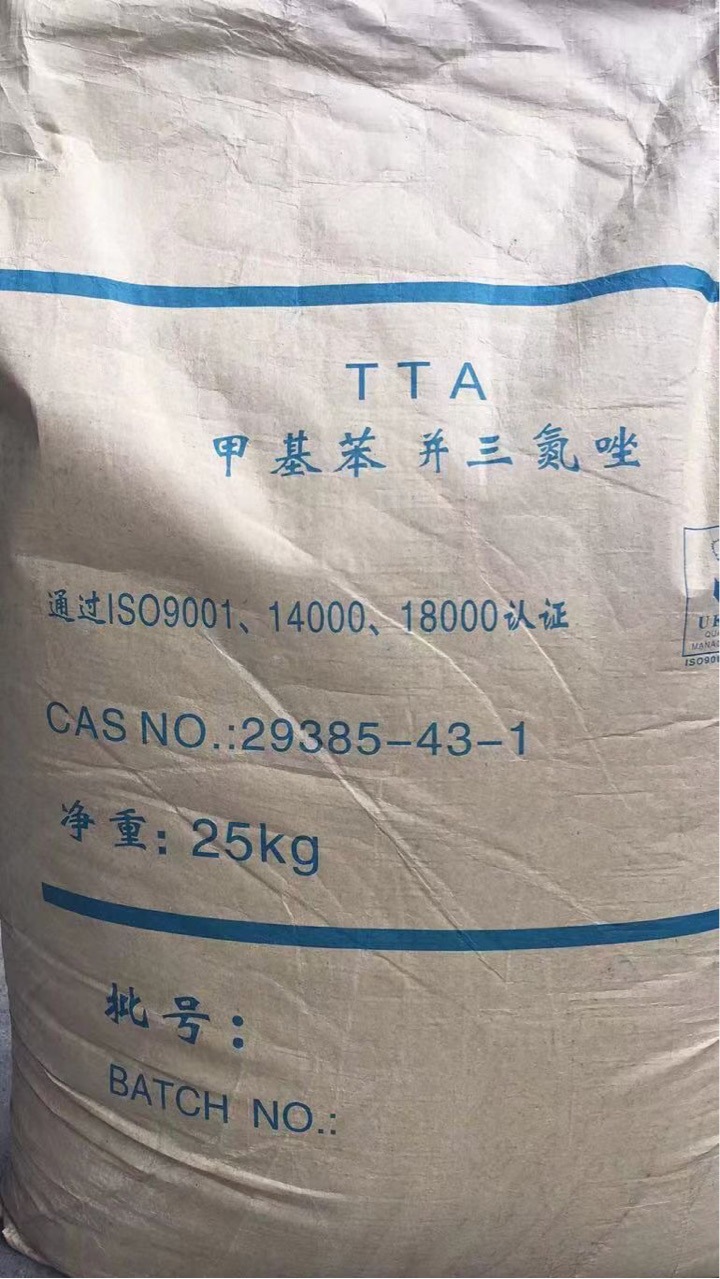 TTA
甲基苯并三氮唑
通过ISO9001、14000、18000认证
CAS NO.:29385-43-1
净重：25kg
批号：
BATCH NO.: